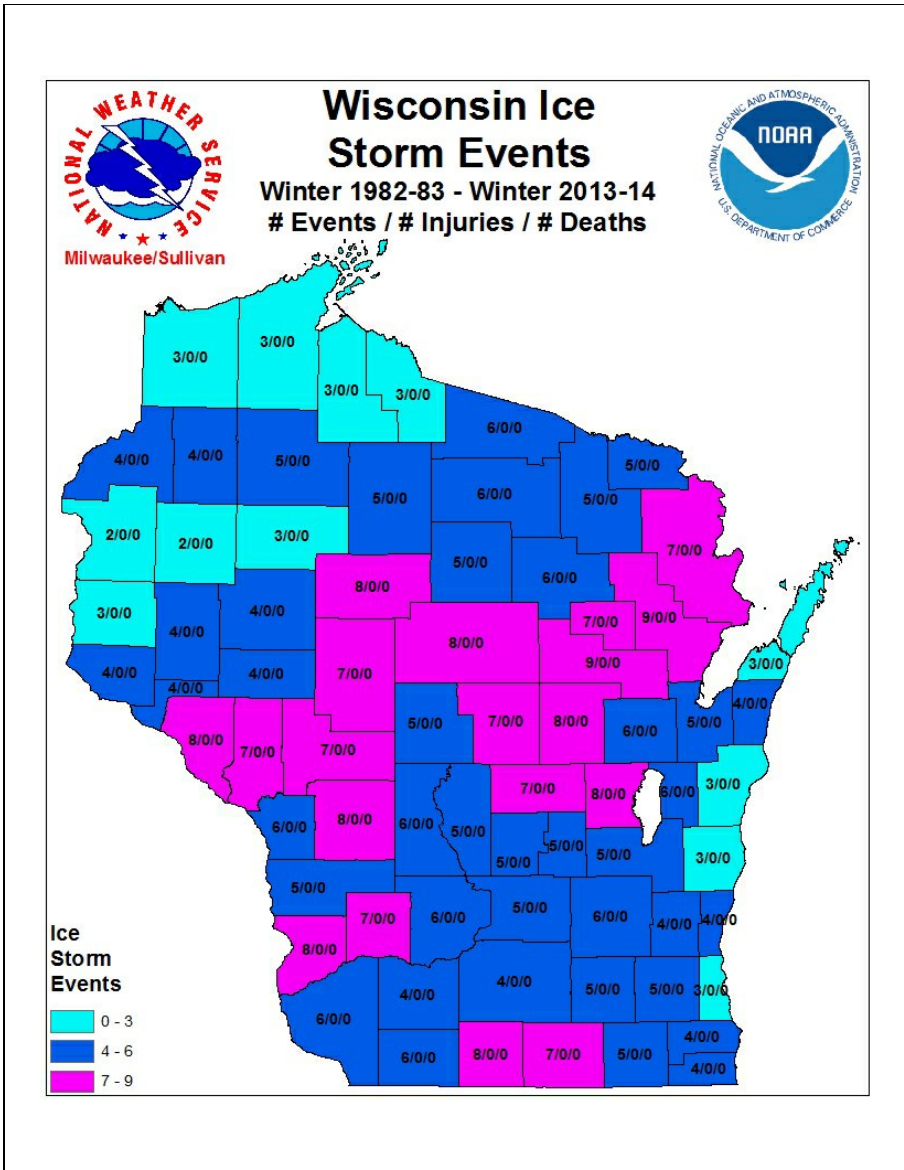 NATIONAL WEATHER SERVICE
Milwaukee/Sullivan
Wisconsin Ice
Storm Events
Winter 1982-83 - Winter 2013-14
# Events / # Injuries / # Deaths
NATIONAL OCEANIC AND ATMOSPHERIC ADMINISTRATION
NOAA
U.S. DEPARTMENT OF COMMERCE
3/0/0 3/0/0
3/0/0 3/0/0
6/0/0
4/0/0 4/0/0 5/0/0 5/0/0
5/0/0 6/0/0 5/0/0
2/0/0 2/0/0 3/0/0 7/0/0
5/0/0 6/0/0
8/0/0
3/0/0 4/0/0 4/0/0 7/0/0 9/0/0
8/0/0
4/0/0 4/0/0 4/0/0 7/0/0 9/0/0 3/0/0
5/0/0 4/0/0
8/0/0 7/0/0 7/0/0 7/0/0 8/0/0 6/0/0 5/0/0
7/0/0 8/0/0 6/0/0 3/0/0
6/0/0 8/0/0 6/0/0 5/0/0
5/0/0 5/0/0 5/0/0 3/0/0
5/0/0
7/0/0 6/0/0 5/0/0 6/0/0 4/0/0 4/0/0
8/0/0
6/0/0 4/0/0 4/0/0 5/0/0 5/0/0 3/0/0
6/0/0 8/0/0 7/0/0 5/0/0 4/0/0
4/0/0
Ice
Storm
Events
0 - 3
4 - 6
7 - 9